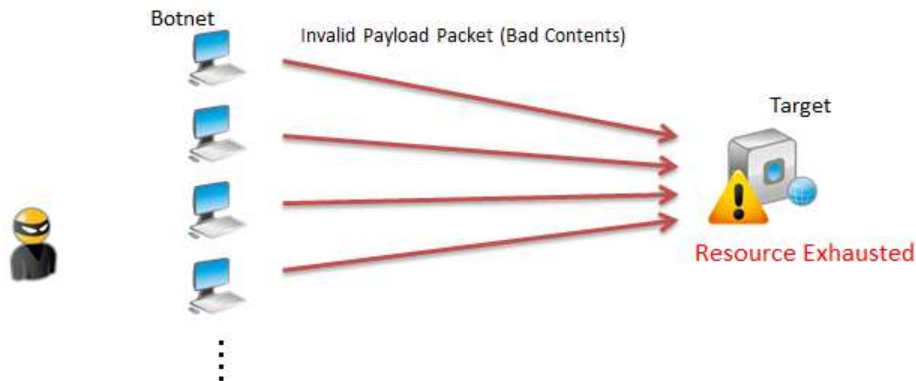 Botnet
Invalid Payload Packet (Bad Contents)
Target
Resource Exhausted